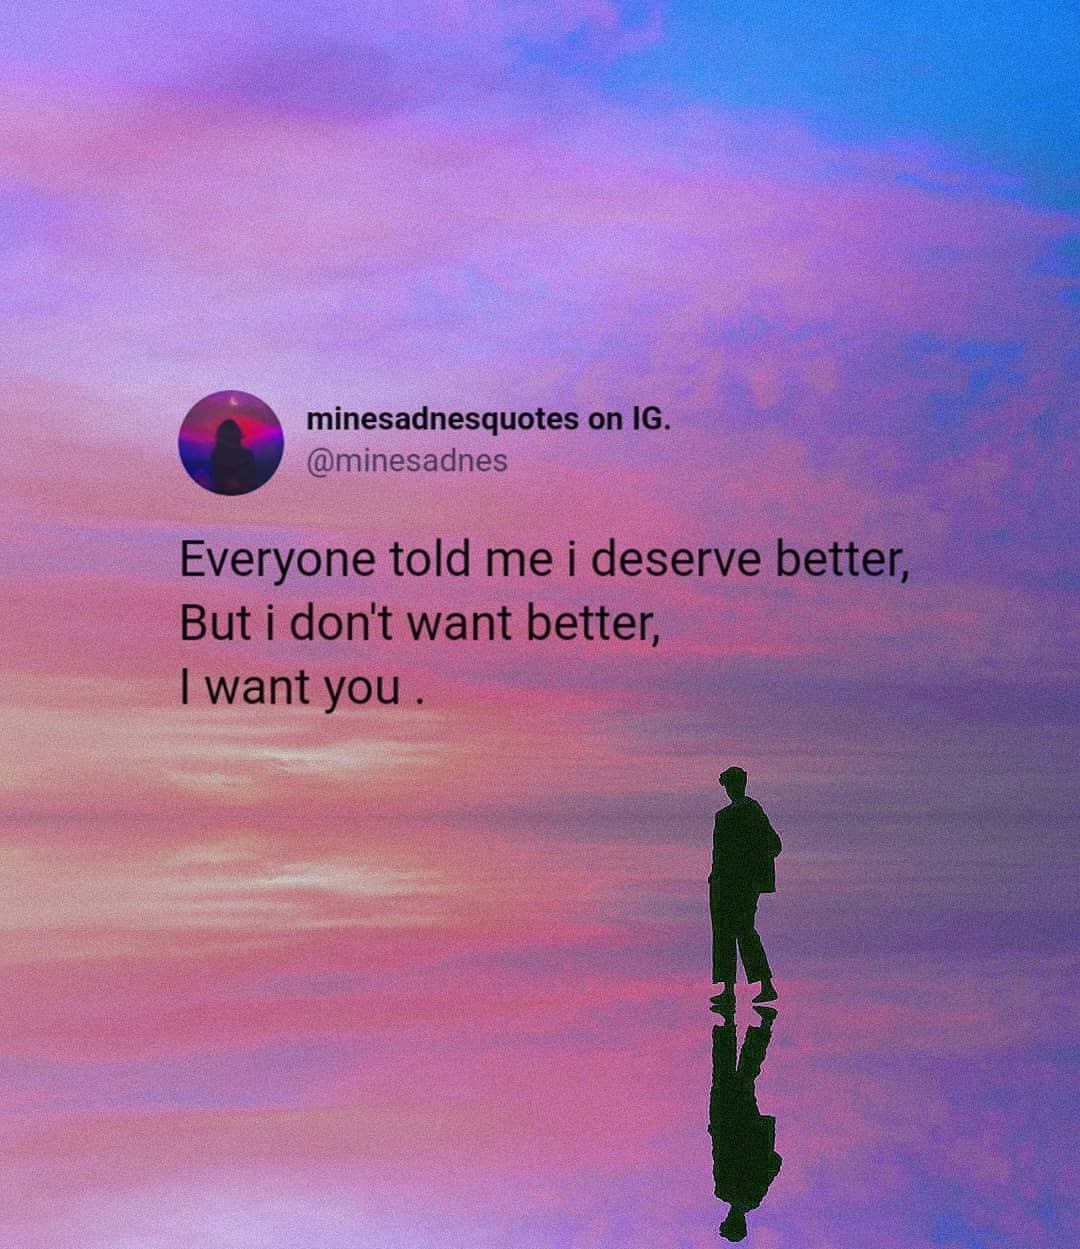 minesadnesquotes on IG.
@minesadnes
Everyone told me i deserve better,
But i don't want better,
I want you .